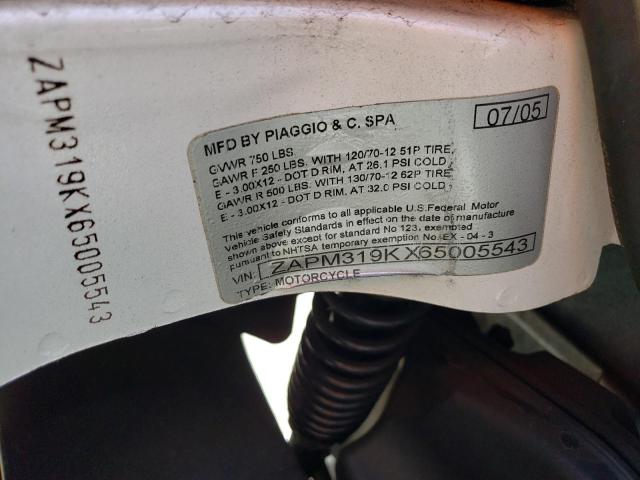 ZAPM319KX65005543
07/05
MFD BY PIAGGIO & C. SPA
GVWR 750 LBS.
GAWR F 250 LBS. WITH 120/70-12 51P TIRE,
E - 3.00X12 - DOT D RIM, AT 26.1 PSI COLD,
GAWR R 500 LBS. WITH 130/70-12 62P TIRE,
E - 3.00X12 - DOT D RIM, AT 32.0 PSI COLD,
This vehicle conforms to all applicable U.S.Federal Motor
Vehicle Safety Standards in effect on the date of manufacture
shown above except for standard No 123, exempted
pursuant to NHTSA temporary exemption No. EX - 04 - 3
VIN: ZAPM319KX65005543
TYPE: MOTORCYCLE